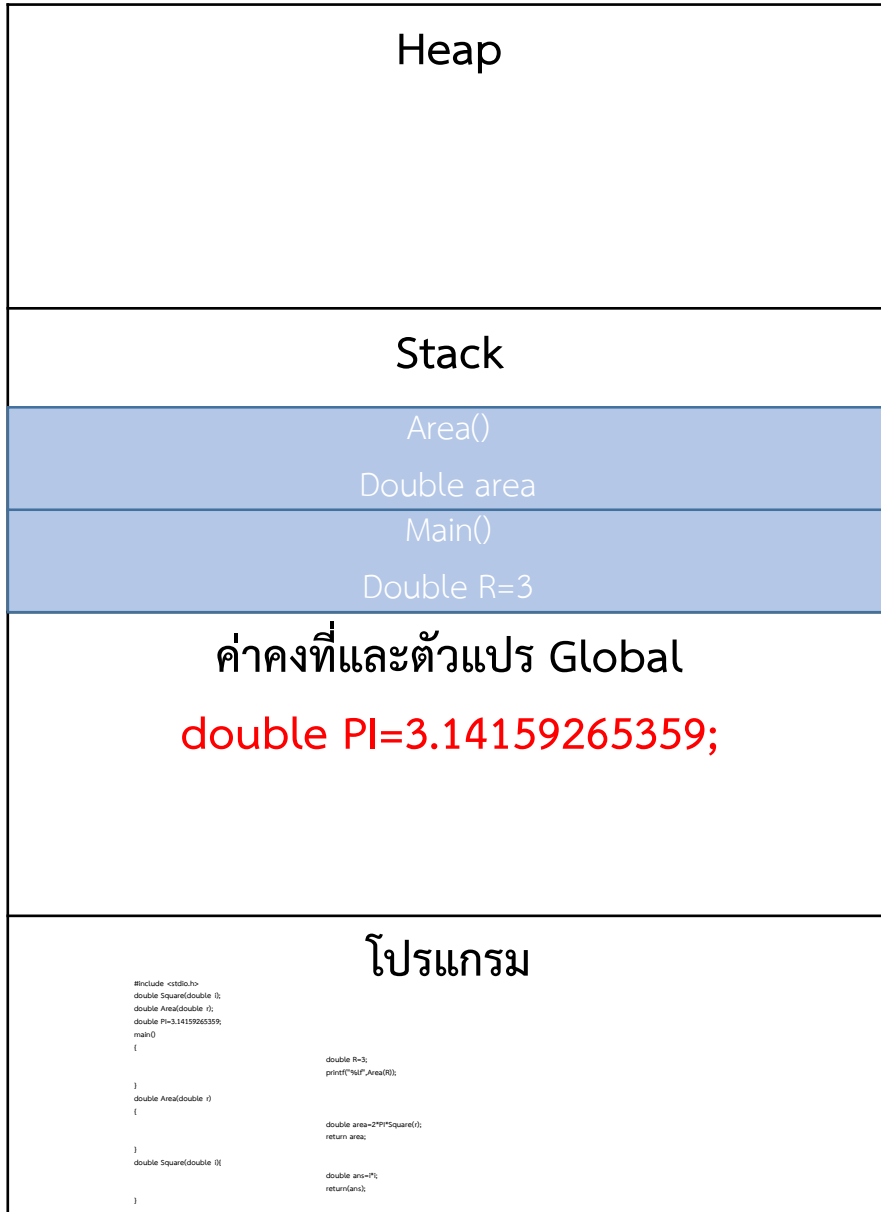 Heap
Stack
Area()
Double area
Main()
Double R=3
ค่าคงที่และตัวแปร Global
double PI=3.14159265359;
โปรแกรม
#include <stdio.h>
double Square(double i);
double Area(double r);
double PI=3.14159265359;
main()
{
double R=3;
printf("%lf",Area(R));
}
double Area(double r)
{
double area=2*PI*Square(r);
return area;
}
double Square(double i){
double ans=i*i;
return(ans);
}